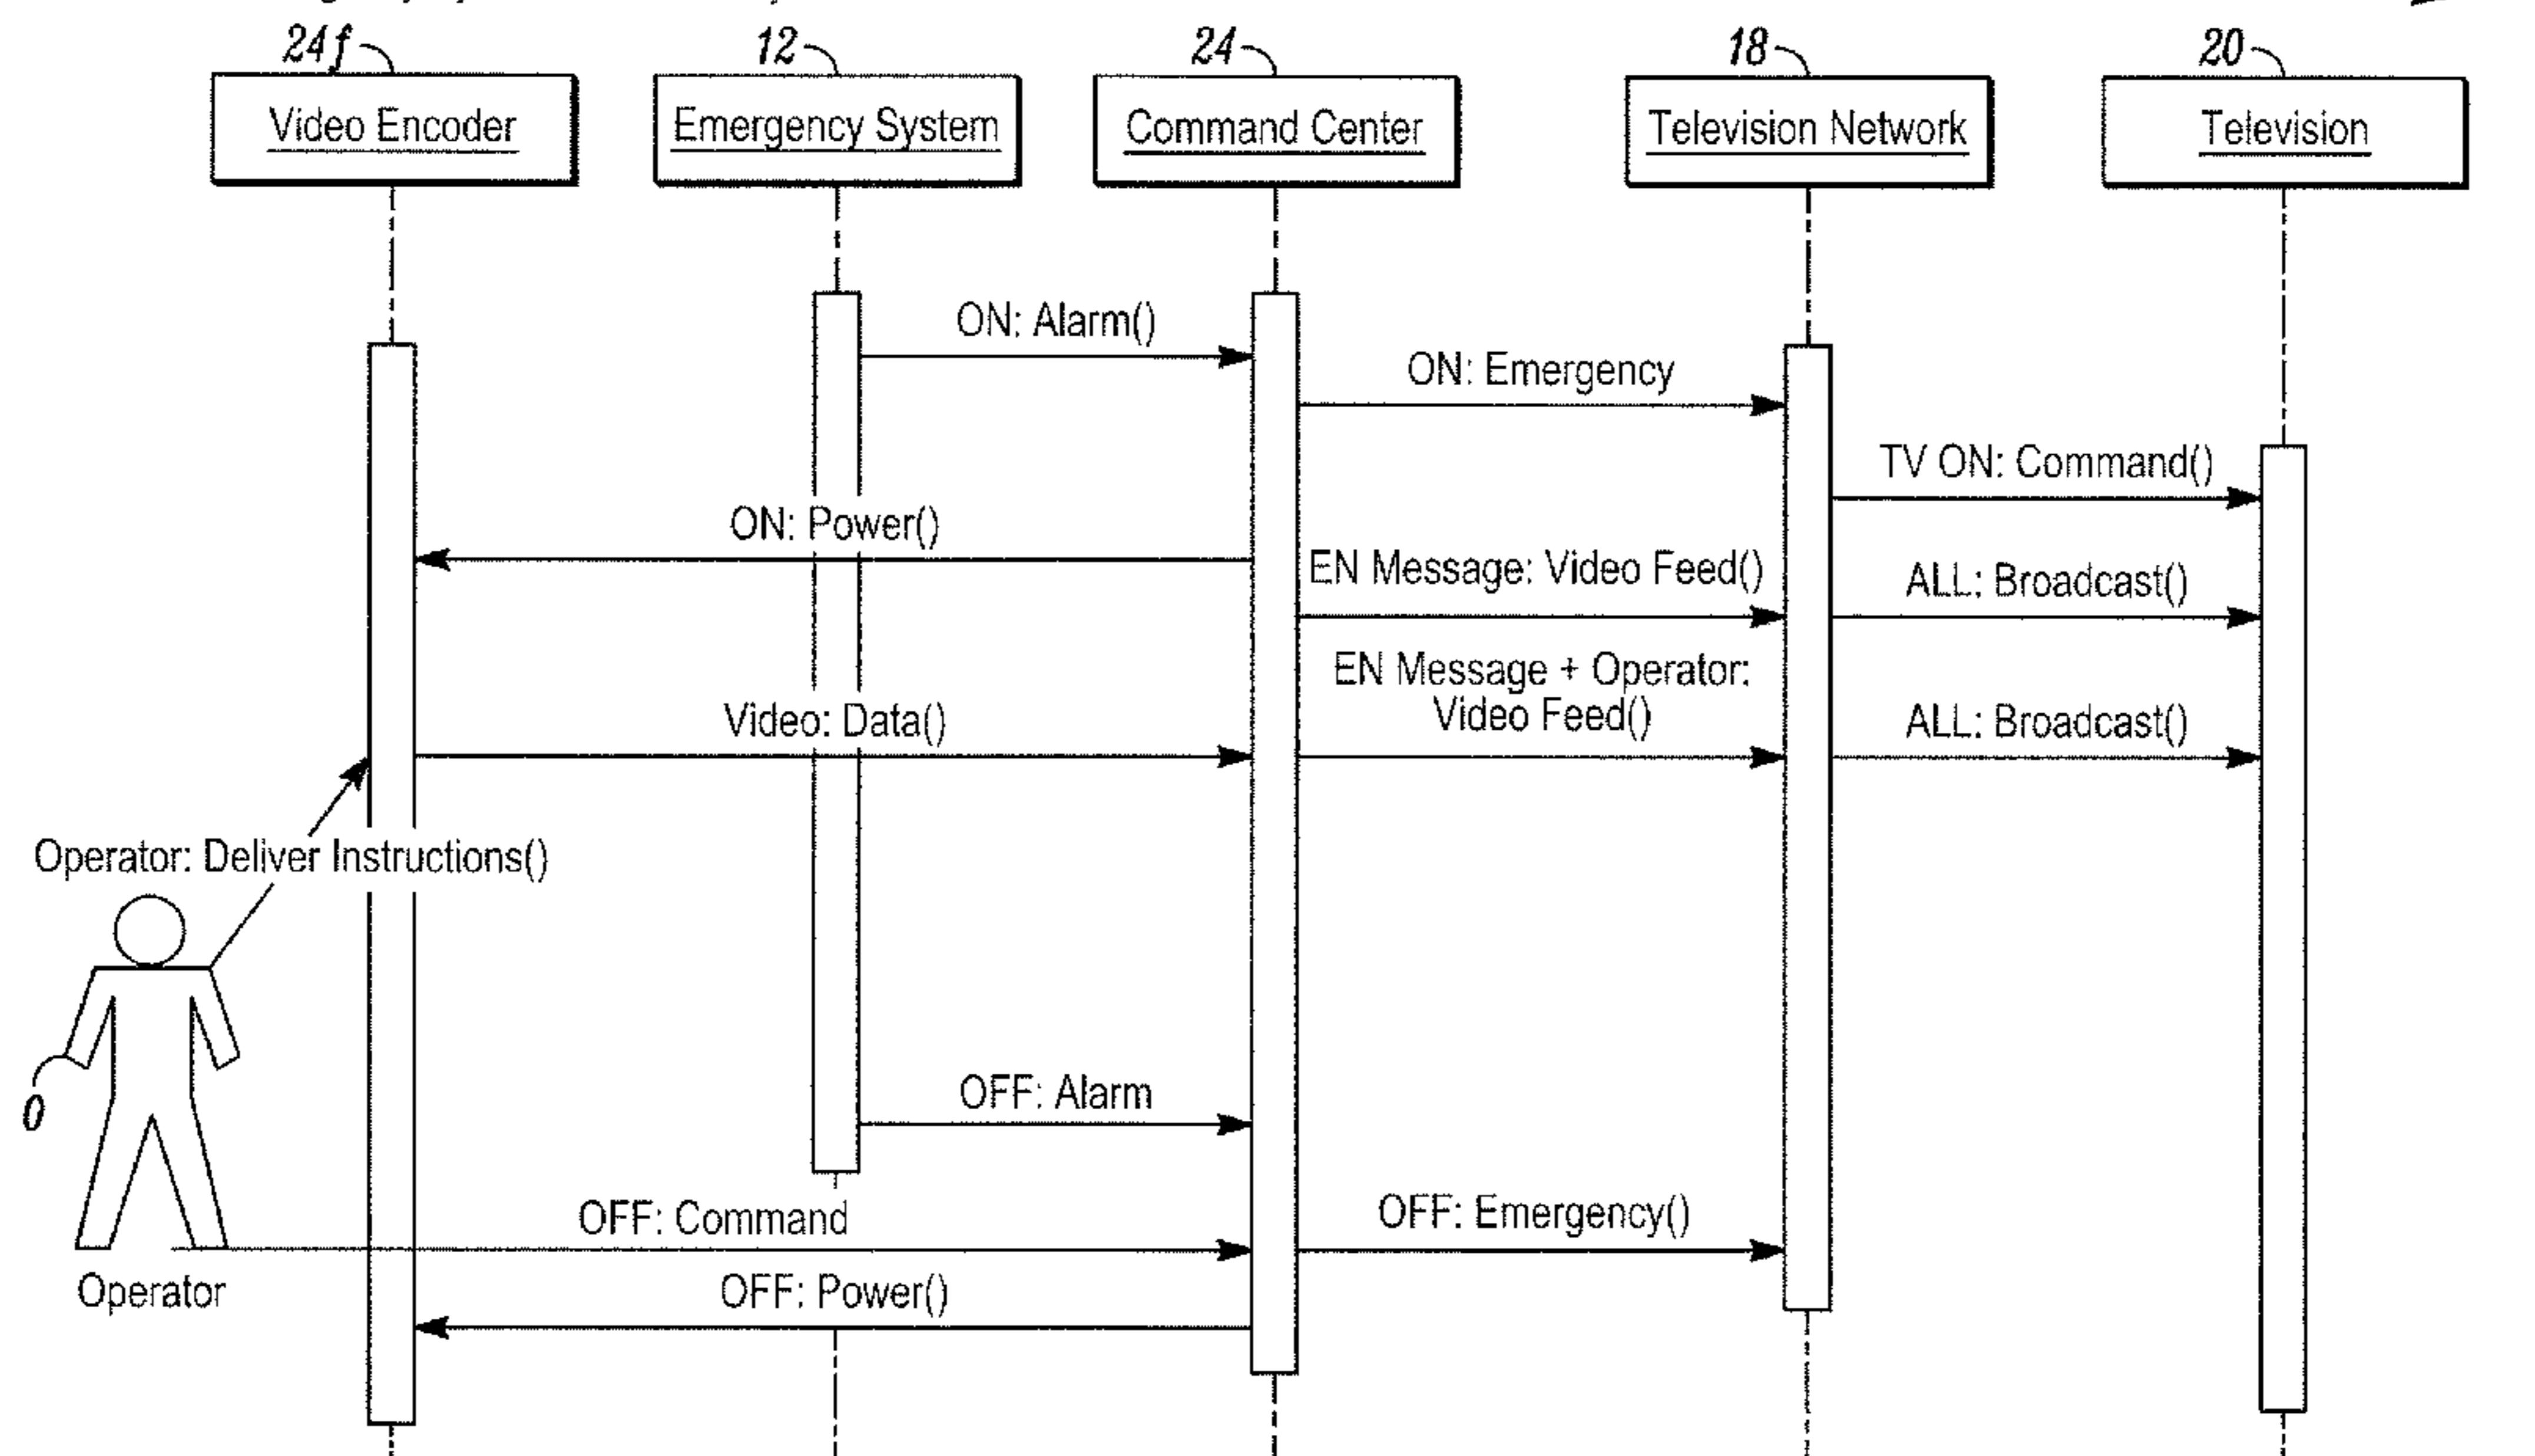 24f
12
24
18
20
Video Encoder
Emergency System
Command Center
Television Network
Television
ON: Alarm()
ON: Emergency
TV ON: Command()
ON: Power()
EN Message: Video Feed()
ALL: Broadcast()
EN Message + Operator:
Video Feed()
Video: Data()
ALL: Broadcast()
Operator: Deliver Instructions()
OFF: Alarm
0
OFF: Command
OFF: Emergency()
Operator
OFF: Power()